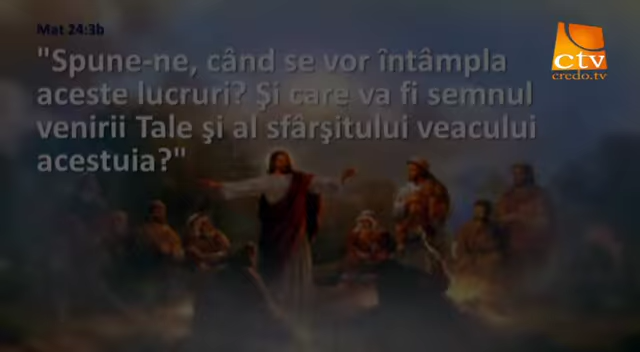 Mat 24:3b
"Spune-ne, când se vor întâmpla
aceste lucruri? Şi care va fi semnul
venirii Tale şi al sfârşitului veacului
acestuia?"
ctv
credo.tv